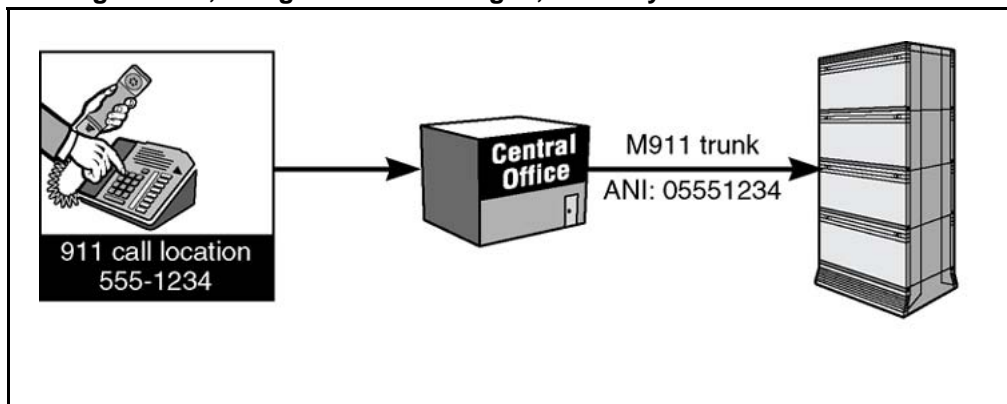 911 call location
555-1234
Central
Office
M911 trunk
ANI: 05551234